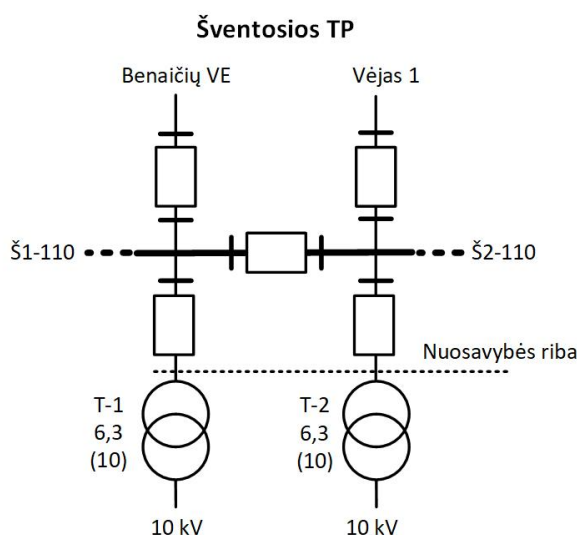 Šventosios TP
Benaičių VE
Vėjas 1
Š1-110
Š2-110
Nuosavybės riba
T-1
6,3
(10)
T-2
6,3
(10)
10 kV
10 kV